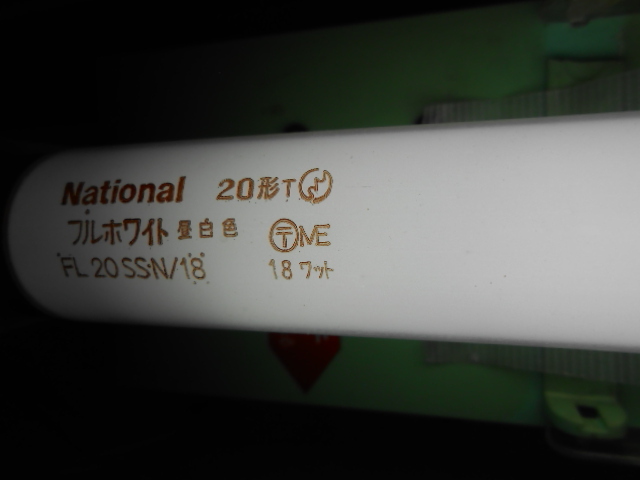 National 20形T
フルホワイト 昼白色 〒NE
FL20SS·N/18 18ワット